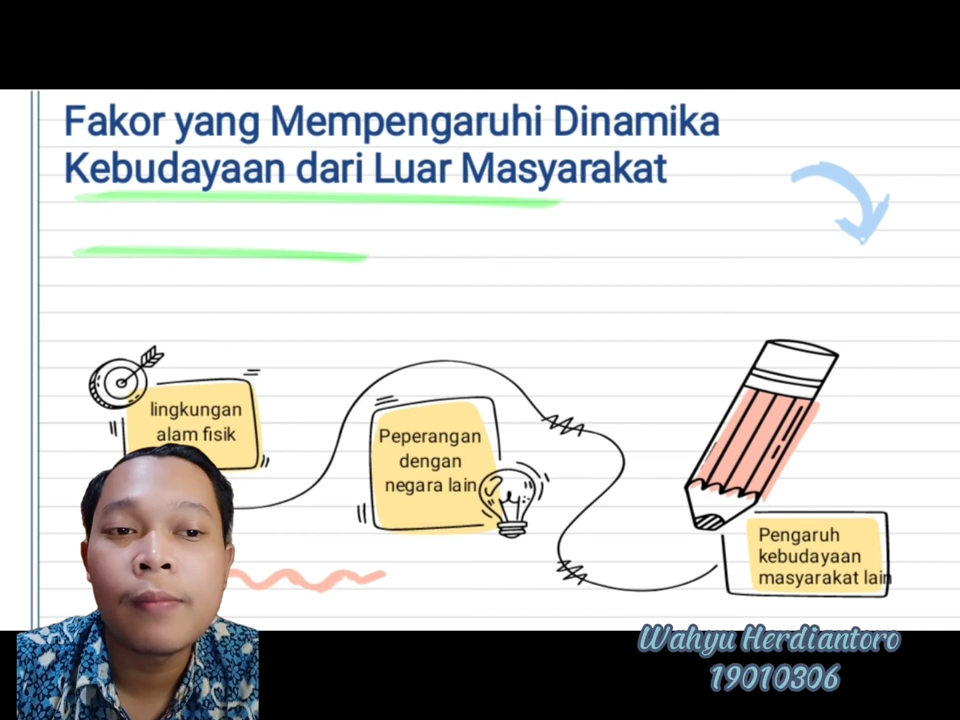 Fakor yang Mempengaruhi Dinamika
Kebudayaan dari Luar Masyarakat
lingkungan
alam fisik
Peperangan
dengan
negara lain
Pengaruh
kebudayaan
masyarakat lain
Wahyu Herdiantoro
19010306